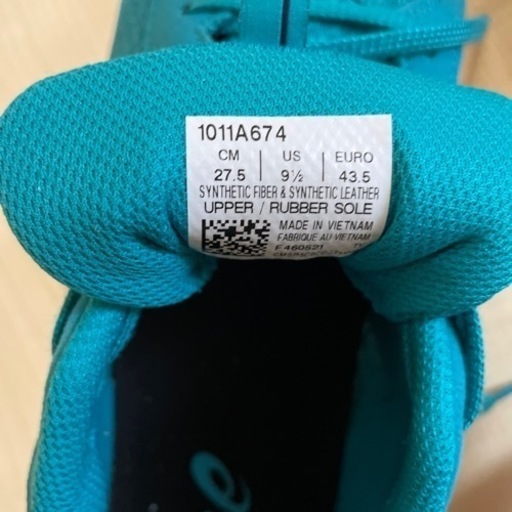 1011A674
CM US EURO
27.5 9½ 43.5
SYNTHETIC FIBER & SYNTHETIC LEATHER
UPPER / RUBBER SOLE
MADE IN VIETNAM
FABRIQUE AU VIETNAM
F460521